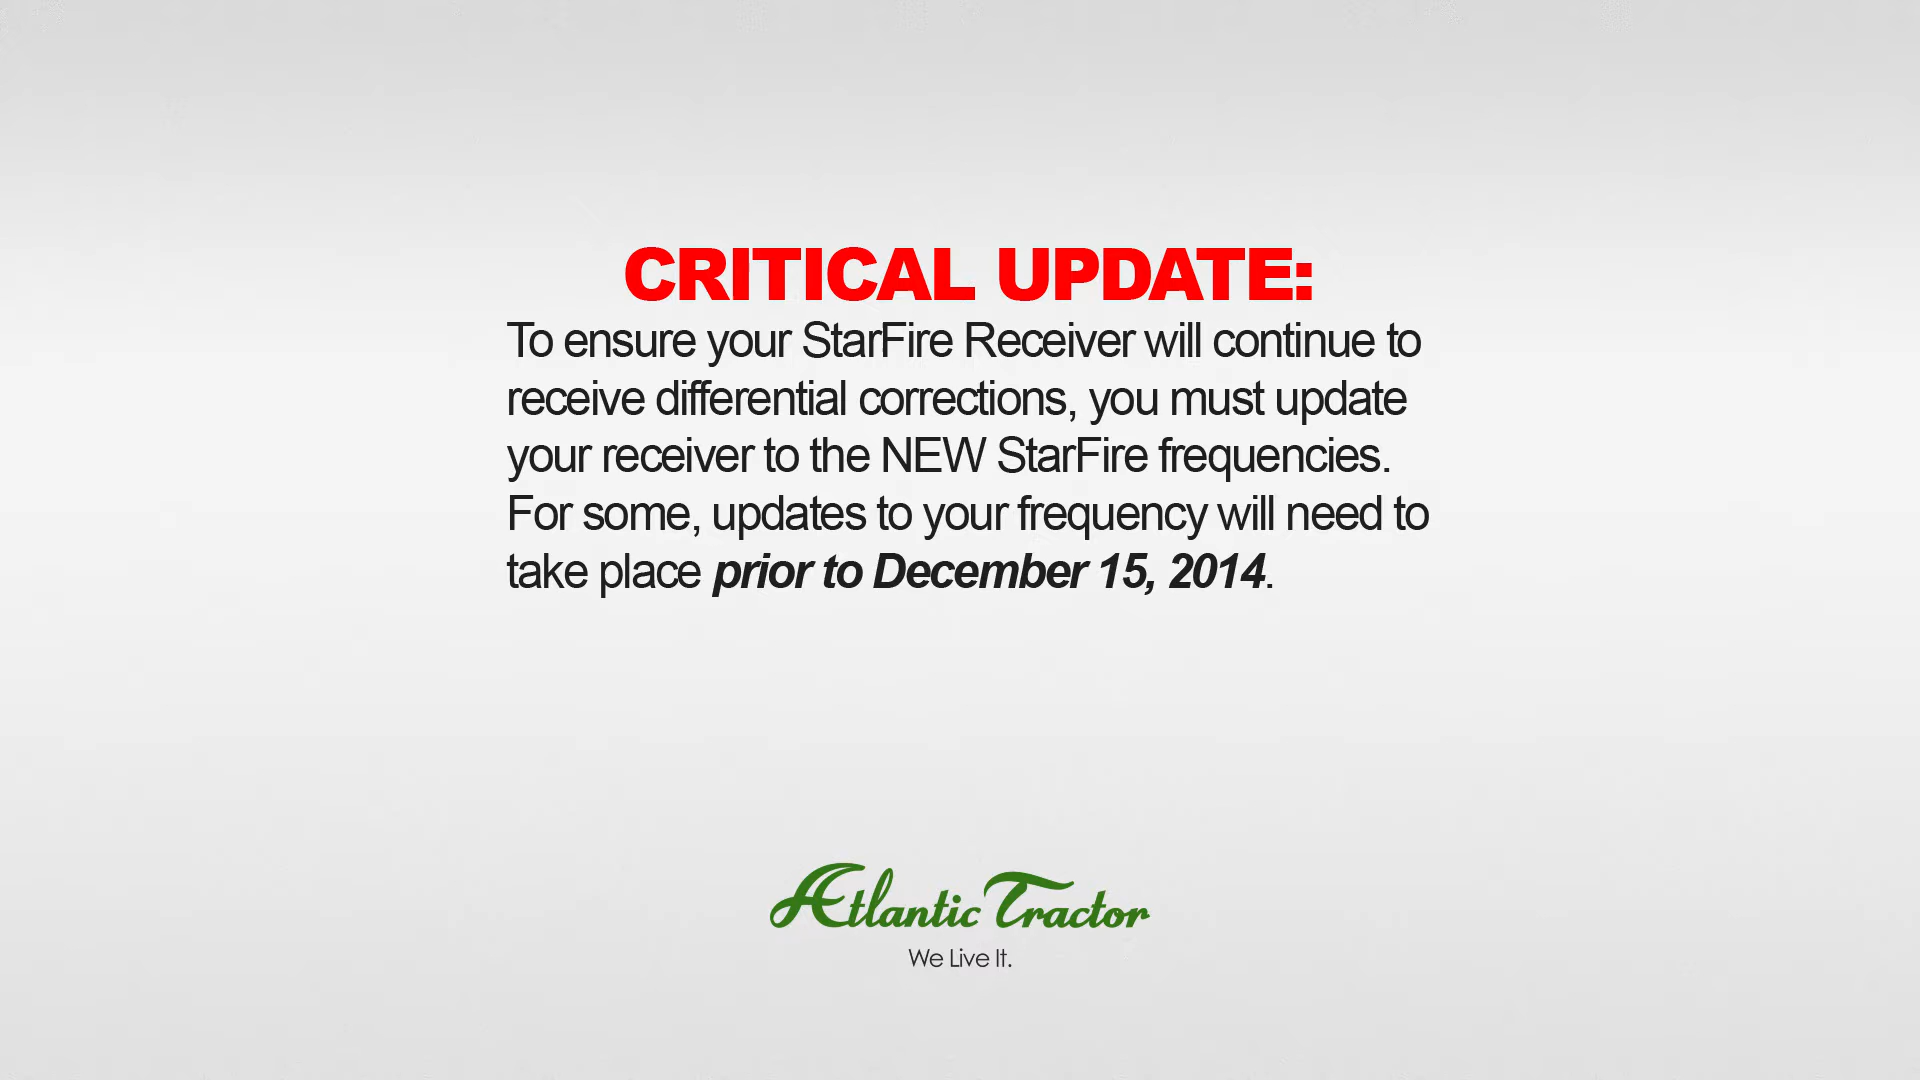 CRITICAL UPDATE:
To ensure your StarFire Receiver will continue to
receive differential corrections, you must update
your receiver to the NEW StarFire frequencies.
For some, updates to your frequency will need to
take place prior to December 15, 2014.
Atlantic Tractor
We Live It.